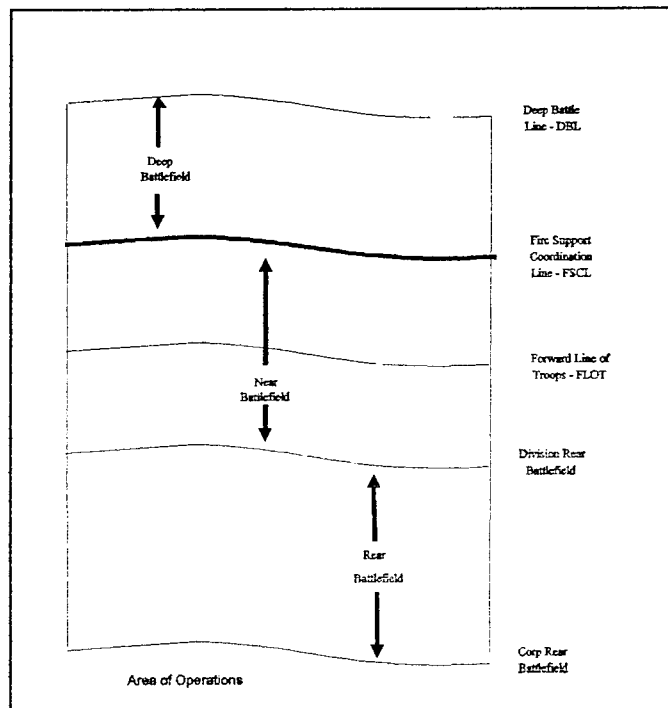 Deep Battle
Line - DBL
Deep
Battlefield
Fire Support
Coordination
Line - FSCL
Forward Line of
Troops - FLOT
Near
Battlefield
Division Rear
Battlefield
Rear
Battlefield
Corp Rear
Battlefield
Area of Operations